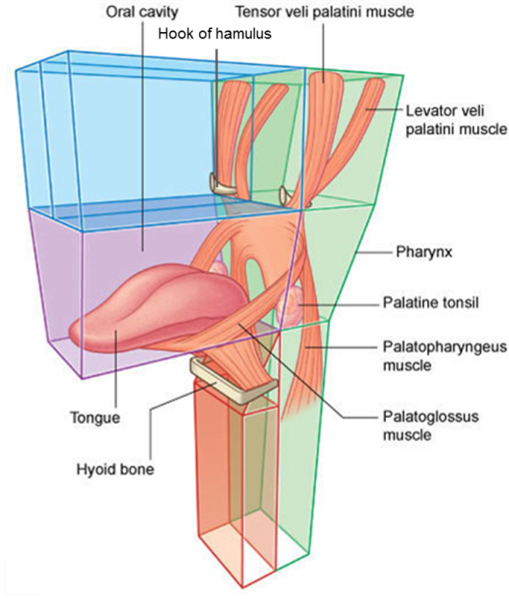 Oral cavity
Tensor veli palatini muscle
Hook of hamulus
Levator veli
palatini muscle
Pharynx
Palatine tonsil
Palatopharyngeus
muscle
Tongue
Palatoglossus
muscle
Hyoid bone